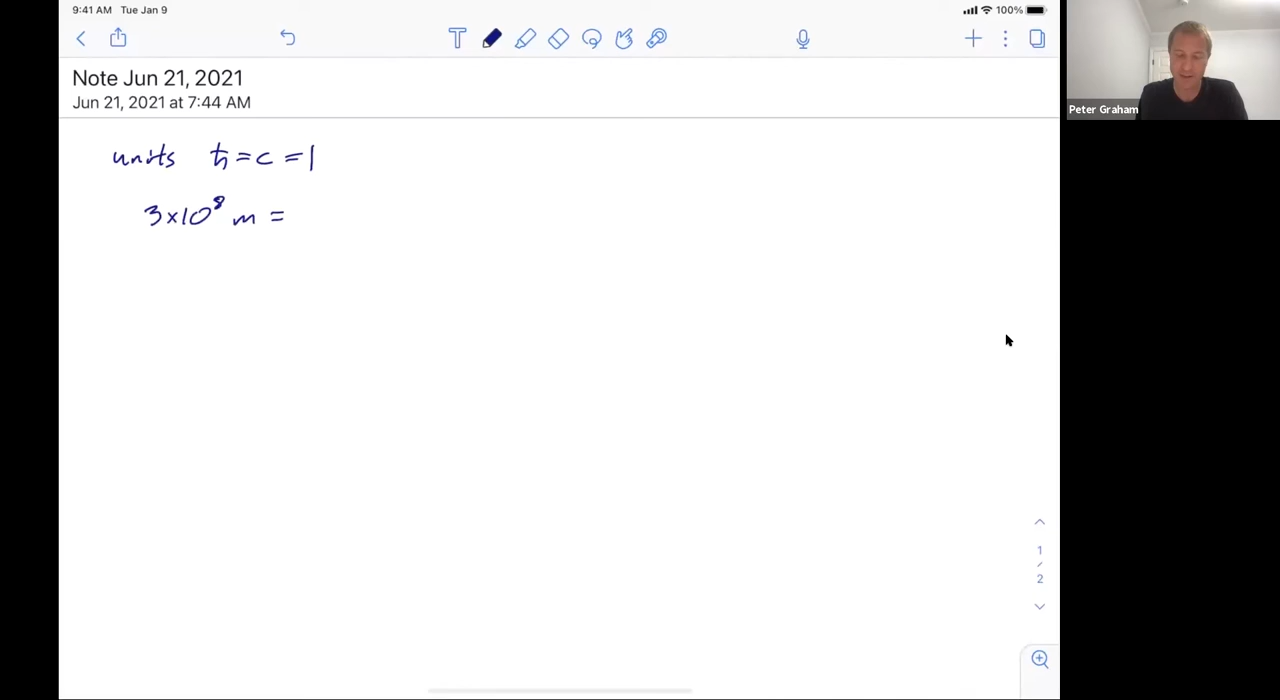 9:41 AM Tue Jan 9
100%
Note Jun 21, 2021
Jun 21, 2021 at 7:44 AM
units ħ = c = 1
3×10⁸ m =
Peter Graham
1
/
2